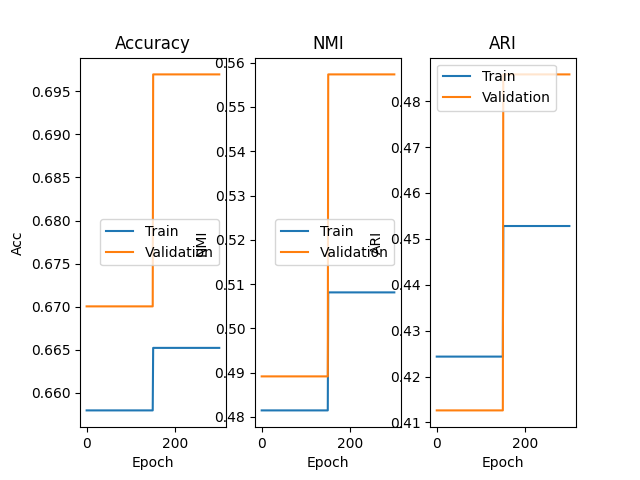 Accuracy
0.695
0.690
0.685
0.680
0.675
0.670
0.665
0.660
Acc
Train
Validation
0
200
Epoch
NMI
0.56
0.55
0.54
0.53
0.52
0.51
0.50
0.49
0.48
NMI
Train
Validation
0
200
Epoch
ARI
0.48
0.47
0.46
0.45
0.44
0.43
0.42
0.41
ARI
Train
Validation
0
200
Epoch